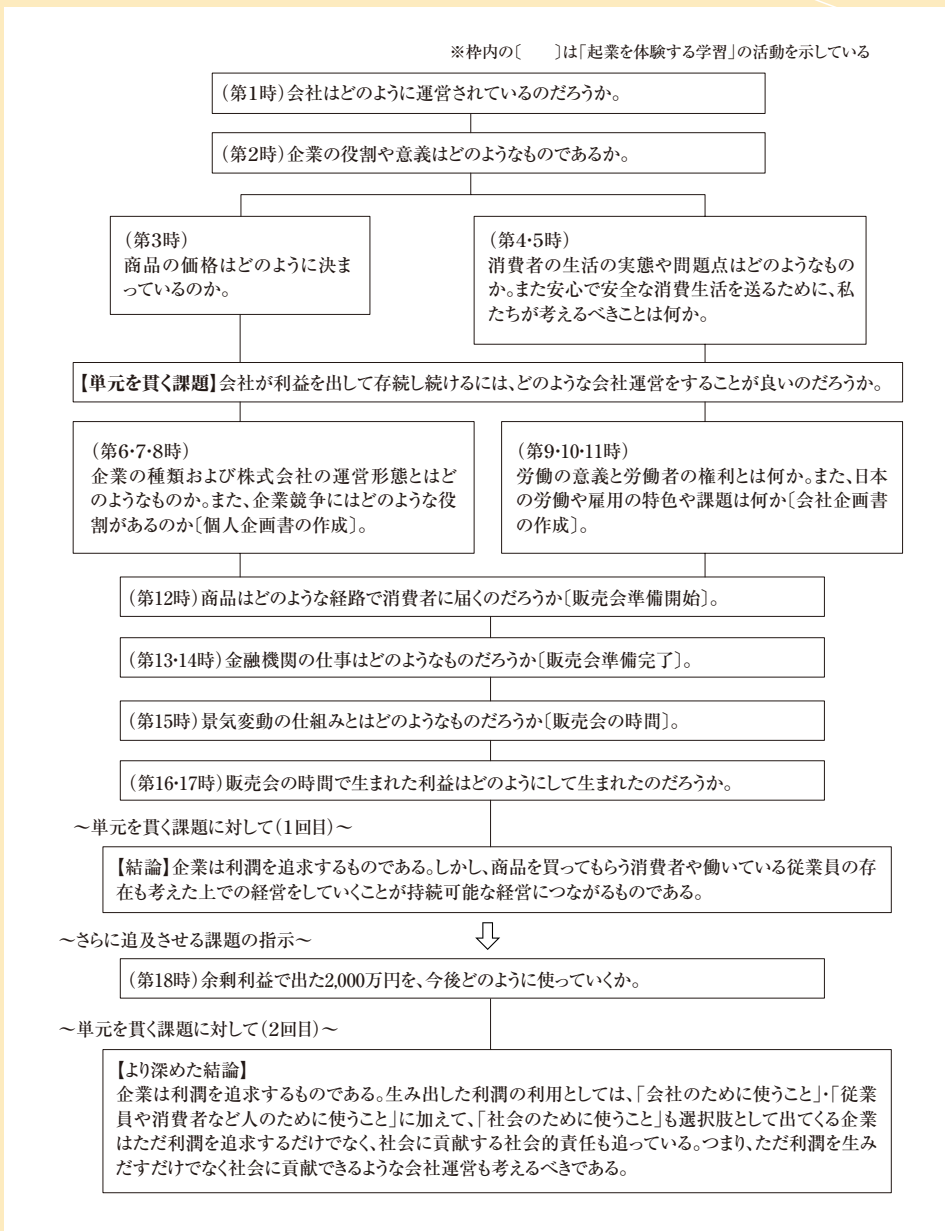 ※枠内の〔　　〕は「起業を体験する学習」の活動を示している
(第1時)会社はどのように運営されているのだろうか。
(第2時)企業の役割や意義はどのようなものであるか。
(第3時)
商品の価格はどのように決ま
っているのか。
(第4・5時)
消費者の生活の実態や問題点はどのようなもの
か。また安心で安全な消費生活を送るために、私
たちが考えるべきことは何か。
【単元を貫く課題】会社が利益を出して存続し続けるには、どのような会社運営をすることが良いのだろうか。
(第6・7・8時)
企業の種類および株式会社の運営形態とはど
のようなものか。また、企業競争にはどのような役
割があるのか〔個人企画書の作成〕。
(第9・10・11時)
労働の意義と労働者の権利とは何か。また、日本
の労働や雇用の特色や課題は何か〔会社企画書
の作成〕。
(第12時)商品はどのような経路で消費者に届くのだろうか〔販売会準備開始〕。
(第13・14時)金融機関の仕事はどのようなものだろうか〔販売会準備完了〕。
(第15時)景気変動の仕組みとはどのようなものだろうか〔販売会の時間〕。
(第16・17時)販売会の時間で生まれた利益はどのようにして生まれたのだろうか。
～単元を貫く課題に対して(1回目)～
【結論】企業は利潤を追求するものである。しかし、商品を買ってもらう消費者や働いている従業員の存
在も考えた上での経営をしていくことが持続可能な経営につながるものである。
～さらに追及させる課題の指示～
(第18時)余剰利益で出た2,000万円を、今後どのように使っていくか。
～単元を貫く課題に対して(2回目)～
【より深めた結論】
企業は利潤を追求するものである。生み出した利潤の利用としては、「会社のために使うこと」・「従業
員や消費者など人のために使うこと」に加えて、「社会のために使うこと」も選択肢として出てくる企業
はただ利潤を追求するだけでなく、社会に貢献する社会的責任も追っている。つまり、ただ利潤を生み
だすだけでなく社会に貢献できるような会社運営も考えるべきである。